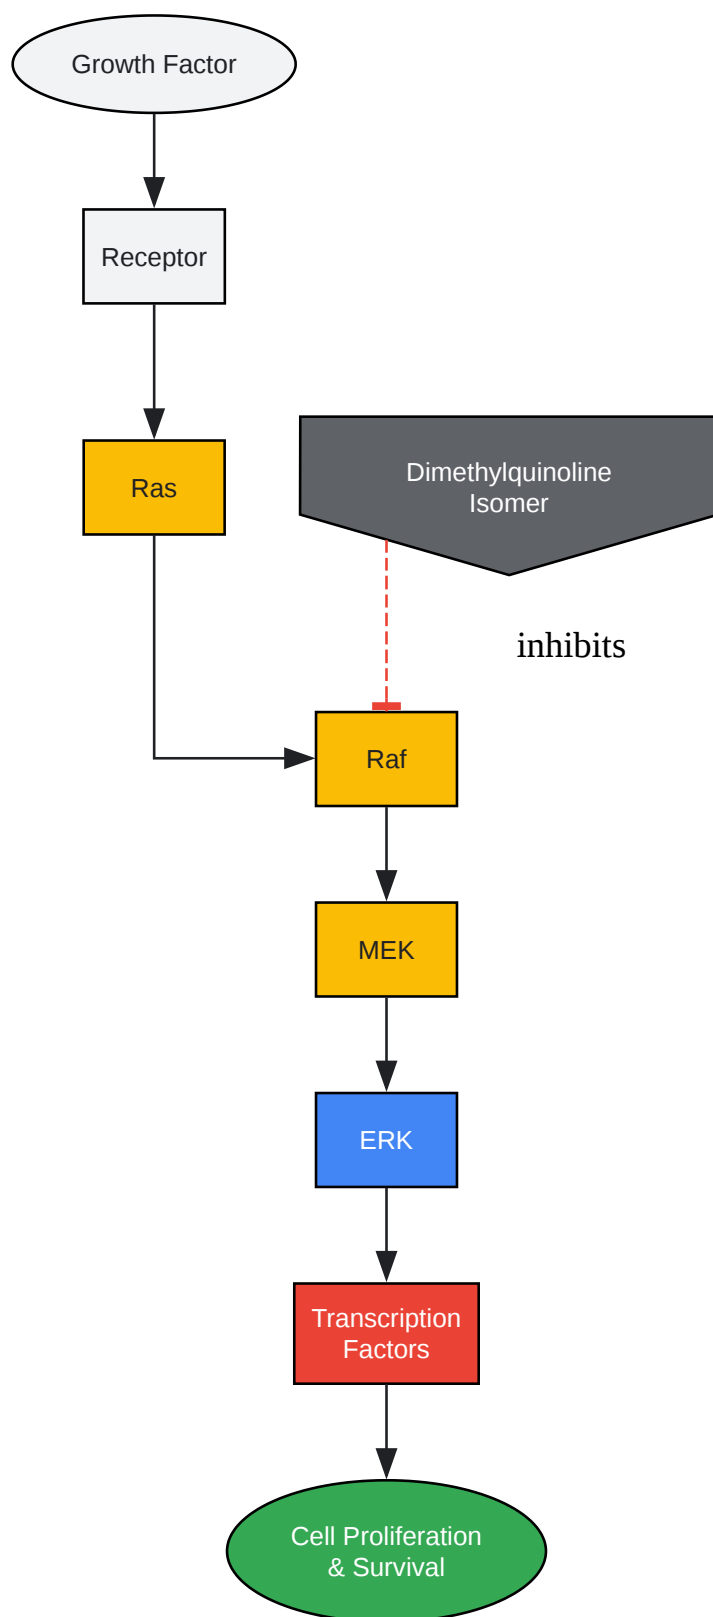 Growth Factor
Receptor
Ras
Dimethylquinoline
Isomer
inhibits
Raf
MEK
ERK
Transcription
Factors
Cell Proliferation
& Survival